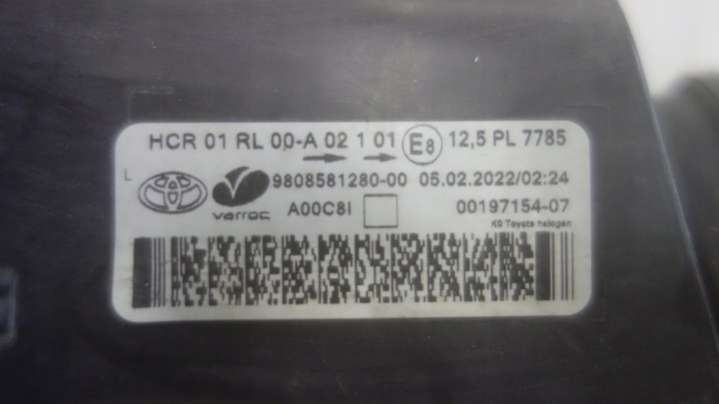 HCR 01 RL 00-A 02 1 01 E8 12,5 PL 7785
L
9808581280-00 05.02.2022/02:24
varroc A00C8I 00197154-07
K9 Toyota halogen